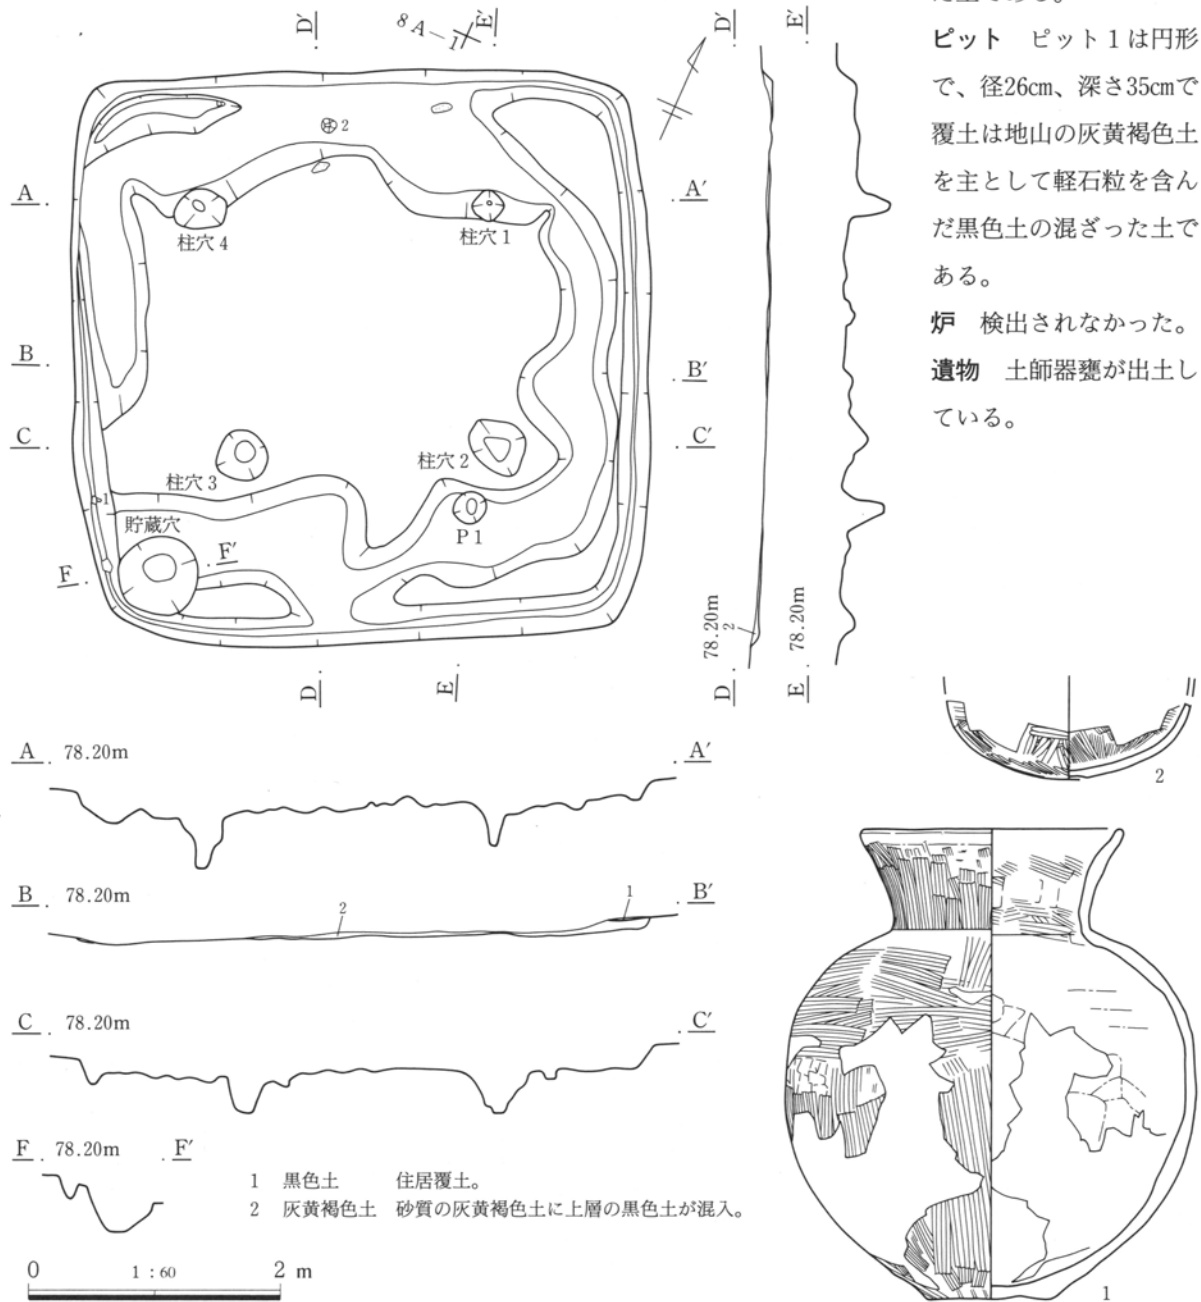 ピット　ピット１は円形
で、径26cm、深さ35cmで
覆土は地山の灰黄褐色土
を主として軽石粒を含ん
だ黒色土の混ざった土で
ある。
炉　検出されなかった。
遺物　土師器甕が出土し
ている。
D′
8 A－1
E′
D′
E′
2
A
A′
柱穴 4
柱穴 1
B
B′
C
C′
柱穴 3
柱穴 2
1
貯蔵穴
P 1
F
F′
D
E
78.20m
2
D
78.20m
E
A 78.20m A′
B 78.20m B′
2
1
C 78.20m C′
F 78.20m F′
1　黒色土　住居覆土。
2　灰黄褐色土　砂質の灰黄褐色土に上層の黒色土が混入。
0 1 : 60 2 m
2
1